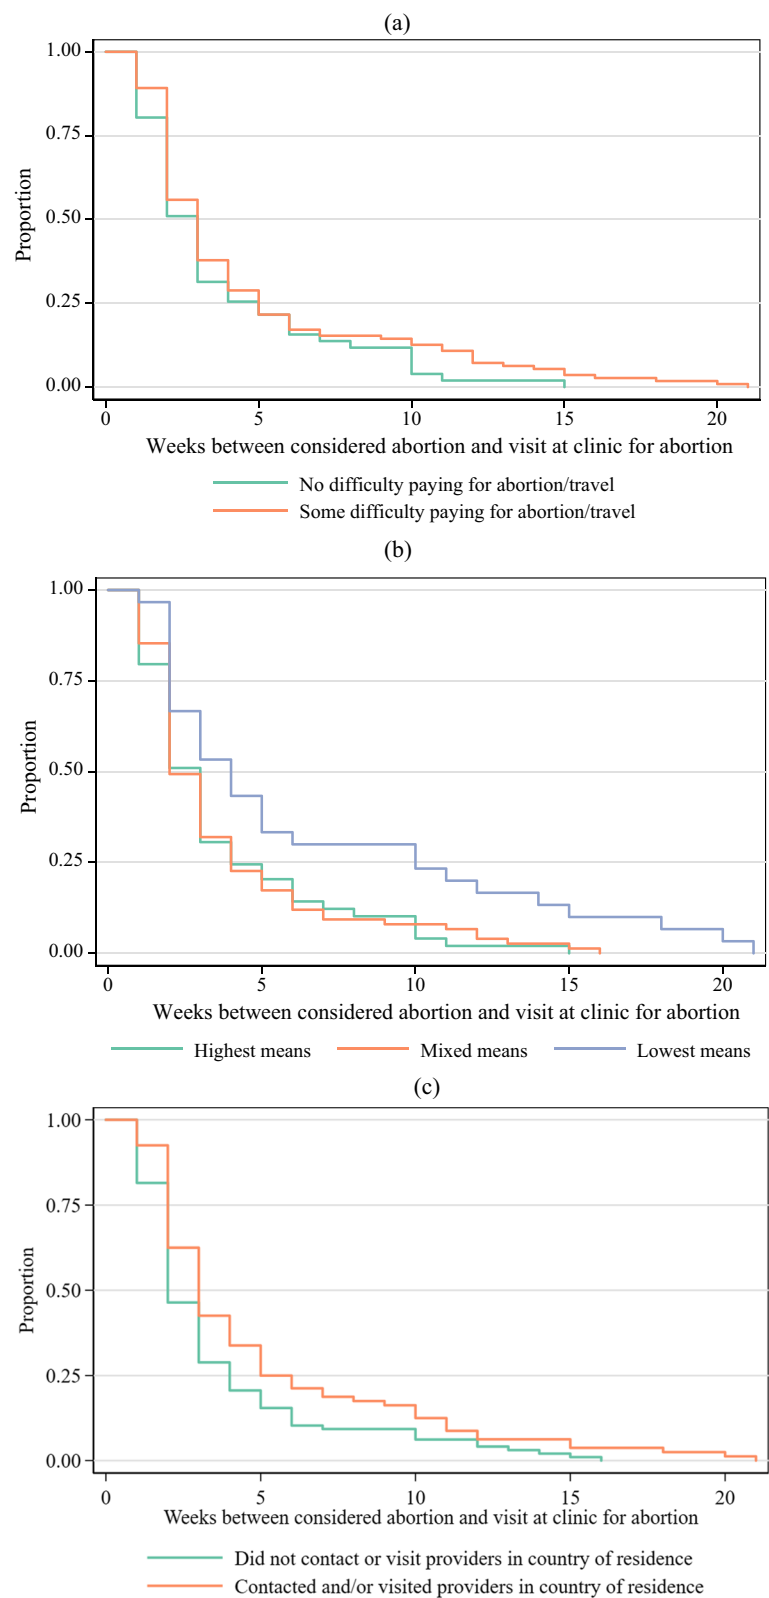 (a)
1.00
0.75
0.50
0.25
0.00
Proportion
0 5 10 15 20
Weeks between considered abortion and visit at clinic for abortion
No difficulty paying for abortion/travel
Some difficulty paying for abortion/travel
(b)
1.00
0.75
0.50
0.25
0.00
Proportion
0 5 10 15 20
Weeks between considered abortion and visit at clinic for abortion
Highest means Mixed means Lowest means
(c)
1.00
0.75
0.50
0.25
0.00
Proportion
0 5 10 15 20
Weeks between considered abortion and visit at clinic for abortion
Did not contact or visit providers in country of residence
Contacted and/or visited providers in country of residence